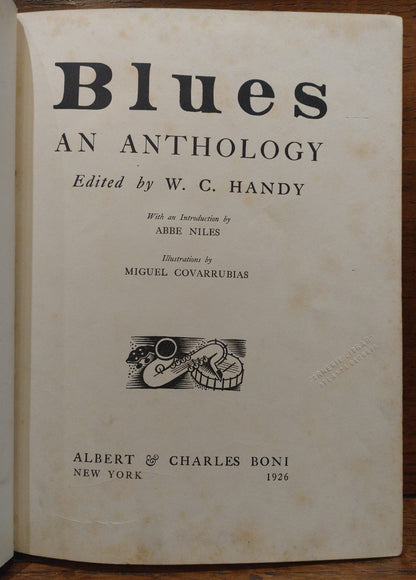 Blues
AN ANTHOLOGY
Edited by W. C. HANDY
With an Introduction by
ABBE NILES
Illustrations by
MIGUEL COVARRUBIAS
ALBERT & CHARLES BONI
NEW YORK 1926